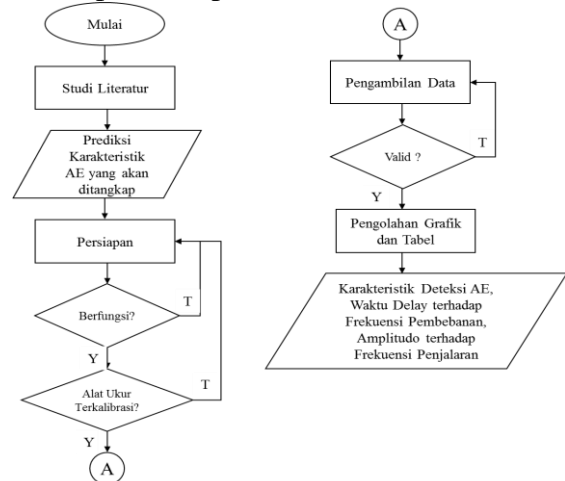 Mulai
Studi Literatur
Prediksi
Karakteristik
AE yang akan
ditangkap
Persiapan
T
Berfungsi?
Y
T
Alat Ukur
Terkalibrasi?
Y
A
A
Pengambilan Data
T
Valid ?
Y
Pengolahan Grafik
dan Tabel
Karakteristik Deteksi AE,
Waktu Delay terhadap
Frekuensi Pembebanan,
Amplitudo terhadap
Frekuensi Penjalaran